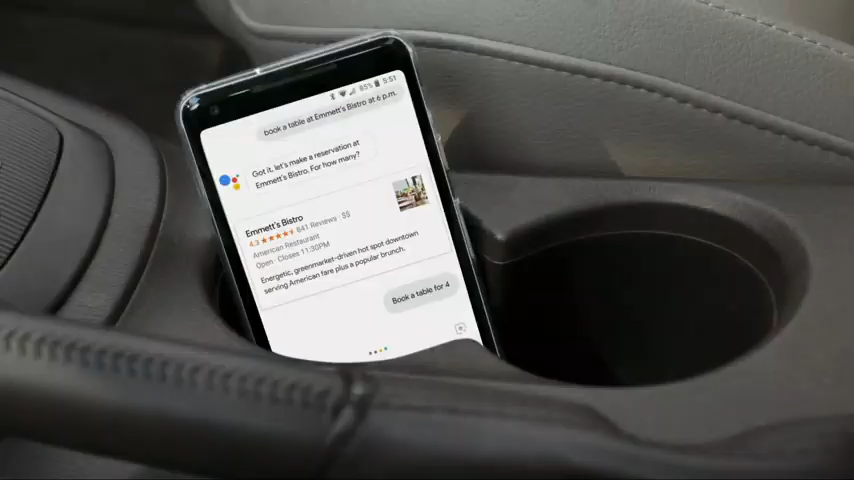 85% 5:51
book a table at Emmett's Bistro at 6 p.m.
Got it, let's make a reservation at
Emmett's Bistro. For how many?
Emmett's Bistro
4.3 841 Reviews · $$
American Restaurant
Open · Closes 11:30PM
Energetic, greenmarket-driven hot spot downtown
serving American fare plus a popular brunch.
Book a table for 4